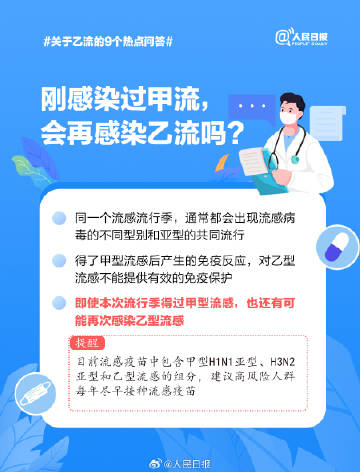 #关于乙流的9个热点问答#
@人民日报
PEOPLE'S DAILY
刚感染过甲流,
会再感染乙流吗?
同一个流感流行季，通常都会出现流感病
毒的不同型别和亚型的共同流行
得了甲型流感后产生的免疫反应，对乙型
流感不能提供有效的免疫保护
即使本次流行季得过甲型流感，也还有可
能再次感染乙型流感
提醒
目前流感疫苗中包含甲型H1N1亚型、H3N2
亚型和乙型流感的组分，建议高风险人群
每年尽早接种流感疫苗
@人民日报